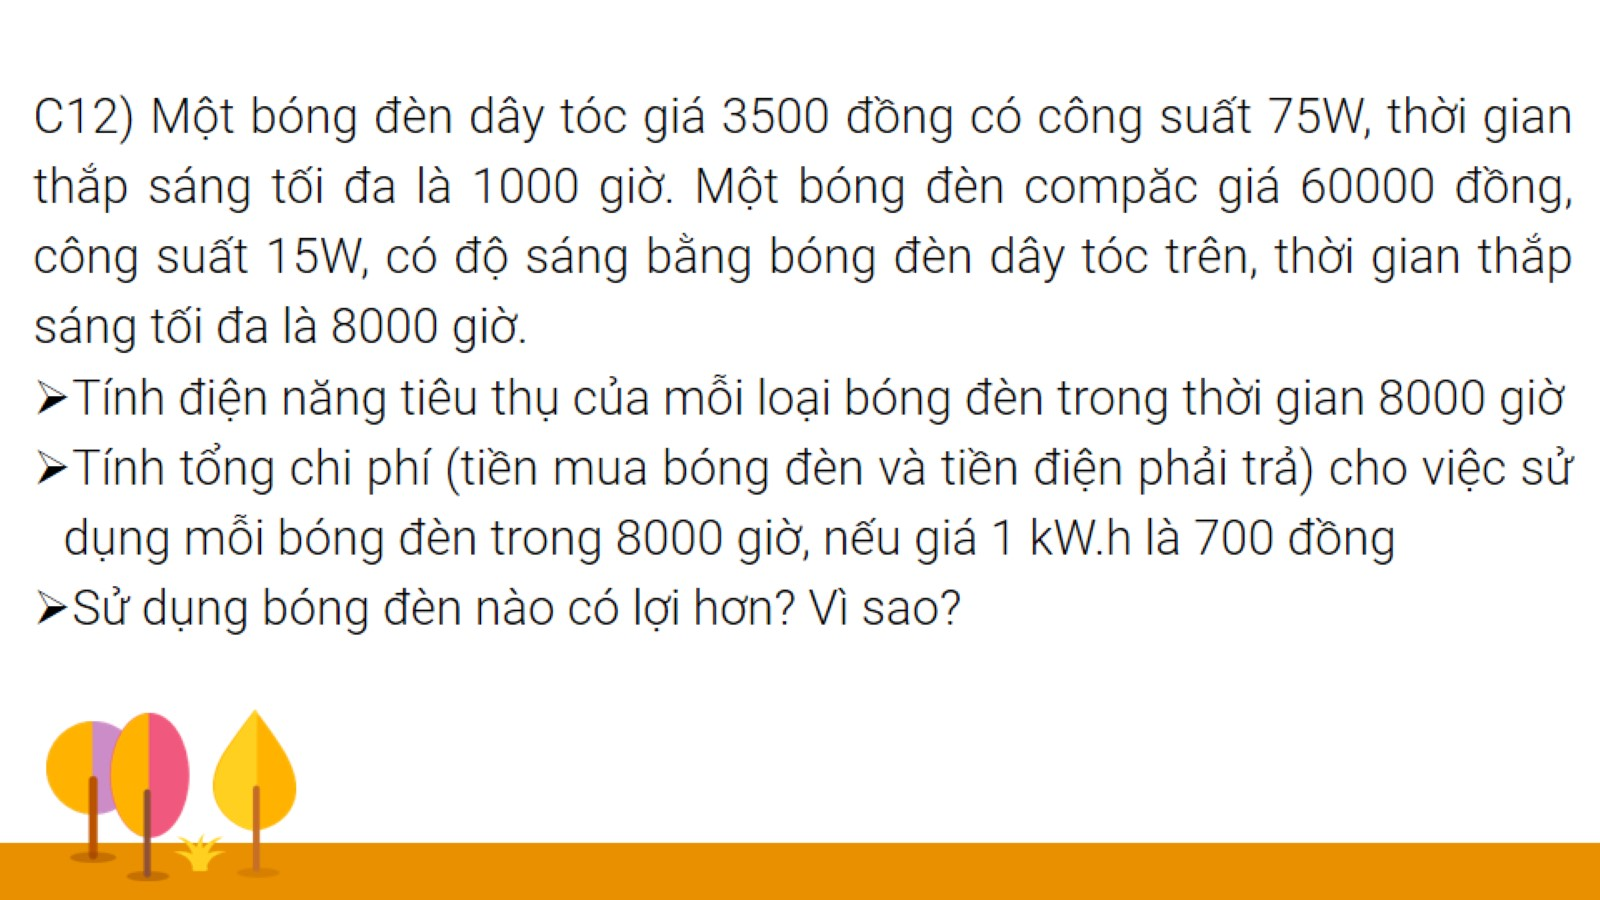 C12) Một bóng đèn dây tóc giá 3500 đồng có công suất 75W, thời gian
thắp sáng tối đa là 1000 giờ. Một bóng đèn compăc giá 60000 đồng,
công suất 15W, có độ sáng bằng bóng đèn dây tóc trên, thời gian thắp
sáng tối đa là 8000 giờ.
➢Tính điện năng tiêu thụ của mỗi loại bóng đèn trong thời gian 8000 giờ
➢Tính tổng chi phí (tiền mua bóng đèn và tiền điện phải trả) cho việc sử
dụng mỗi bóng đèn trong 8000 giờ, nếu giá 1 kW.h là 700 đồng
➢Sử dụng bóng đèn nào có lợi hơn? Vì sao?